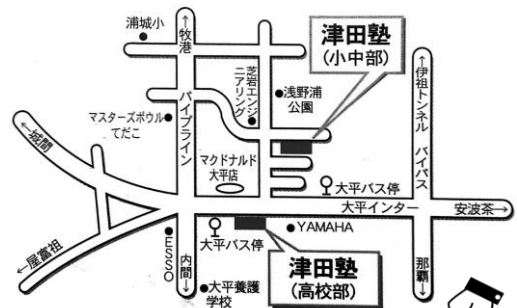 浦城小
←牧港
津田塾
(小中部)
芝岩エンジニアリング
浅野浦
公園
←伊祖トンネル バイパス
パイプライン
マスターズボウル
てだこ
←城間
マクドナルド
大平店
大平バス停
大平インター
安波茶→
大平バス停
YAMAHA
←屋富祖
ESSO
内間→
津田塾
(高校部)
那覇→
大平養護
学校